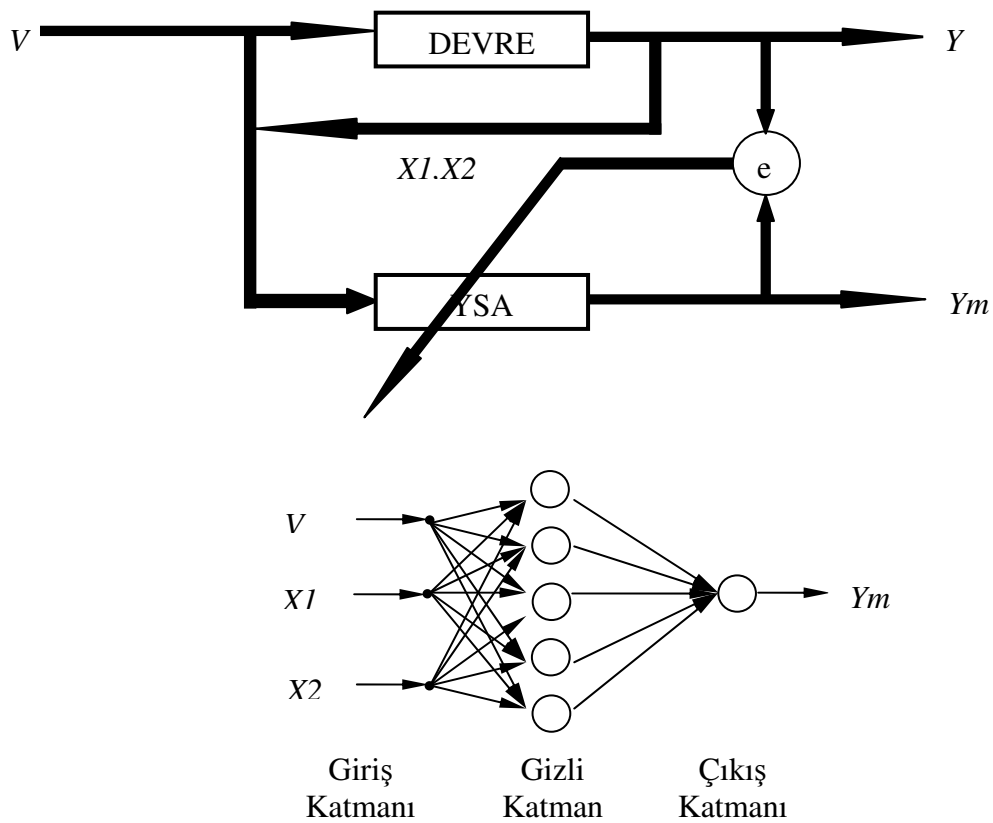 V
DEVRE
Y
X1.X2
e
YSA
Ym
V
X1
Ym
X2
Giriş Katmanı
Gizli Katman
Çıkış Katmanı